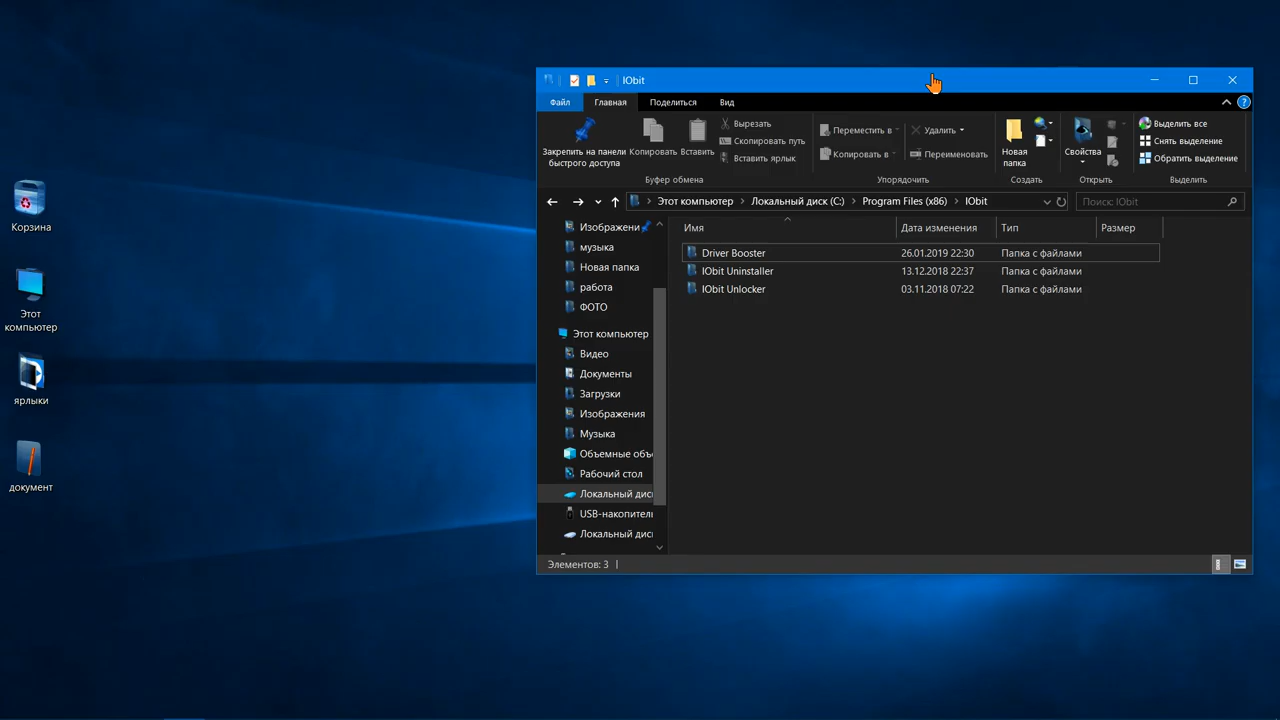 Корзина
Этот
компьютер
ярлыки
документ
IObit
Файл Главная Поделиться Вид
Закрепить на панели
быстрого доступа
Копировать
Вставить
Вырезать
Скопировать путь
Вставить ярлык
Буфер обмена
Переместить в
Копировать в
Удалить
Переименовать
Упорядочить
Новая
папка
Создать
Свойства
Открыть
Выделить все
Снять выделение
Обратить выделение
Выделить
Этот компьютер Локальный диск (C:) Program Files (x86) IObit
Поиск: IObit
Изображени
музыка
Новая папка
работа
ФОТО
Этот компьютер
Видео
Документы
Загрузки
Изображения
Музыка
Объемные объ
Рабочий стол
Локальный дис
USB-накопитель
Локальный дис
Имя Дата изменения Тип Размер
Driver Booster 26.01.2019 22:30 Папка с файлами
IObit Uninstaller 13.12.2018 22:37 Папка с файлами
IObit Unlocker 03.11.2018 07:22 Папка с файлами
Элементов: 3